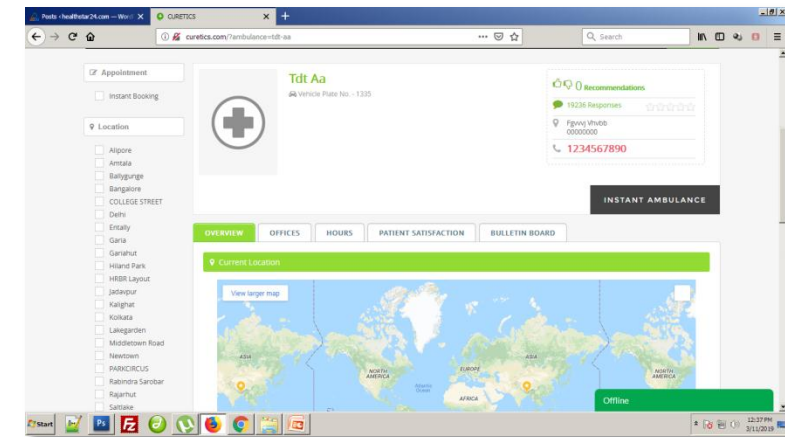 Posts ‹ healthstar24.com — Word
CURETICS
curetics.com/?ambulance=tdt-aa
Search
Appointment
Instant Booking
Location
Alipore
Amtala
Ballygunge
Bangalore
COLLEGE STREET
Delhi
Entally
Garia
Gariahut
Hiland Park
HRBR Layout
Jadavpur
Kalighat
Kolkata
Lakegarden
Middletown Road
Newtown
PARKCIRCUS
Rabindra Sarobar
Rajarhut
Saltlake
Tdt Aa
Vehicle Plate No. - 1335
0 Recommendations
19236 Responses
Fgvvvj Vhvbb
00000000
1234567890
INSTANT AMBULANCE
OVERVIEW
OFFICES
HOURS
PATIENT SATISFACTION
BULLETIN BOARD
Current Location
View larger map
ASIA
NORTH
AMERICA
Atlantic
Ocean
EUROPE
AFRICA
ASIA
NORTH
AMERICA
Offline
Start
Ps
12:37 PM
3/11/2019